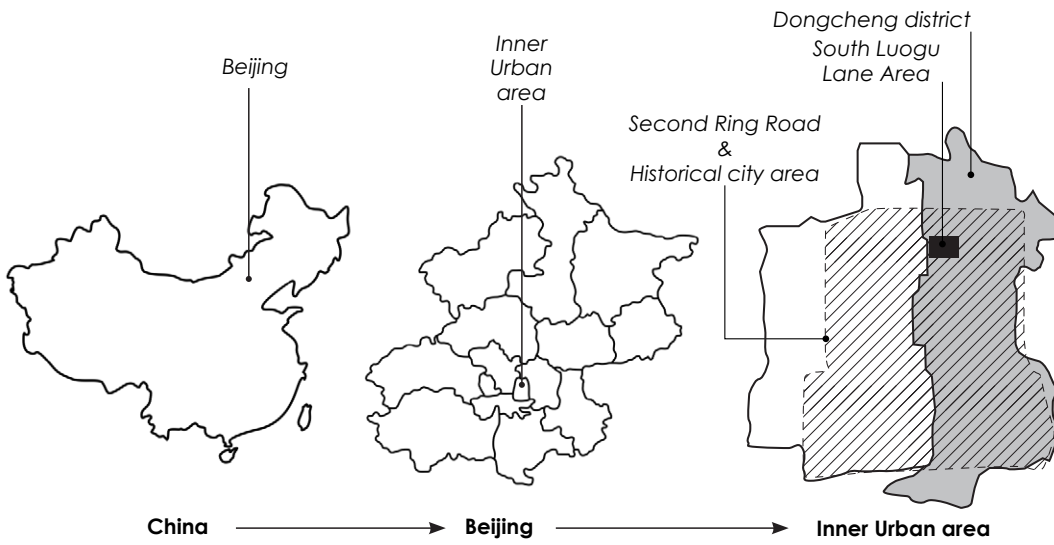 Beijing
Inner
Urban
area
Dongcheng district
South Luogu
Lane Area
Second Ring Road
&
Historical city area
China
Beijing
Inner Urban area